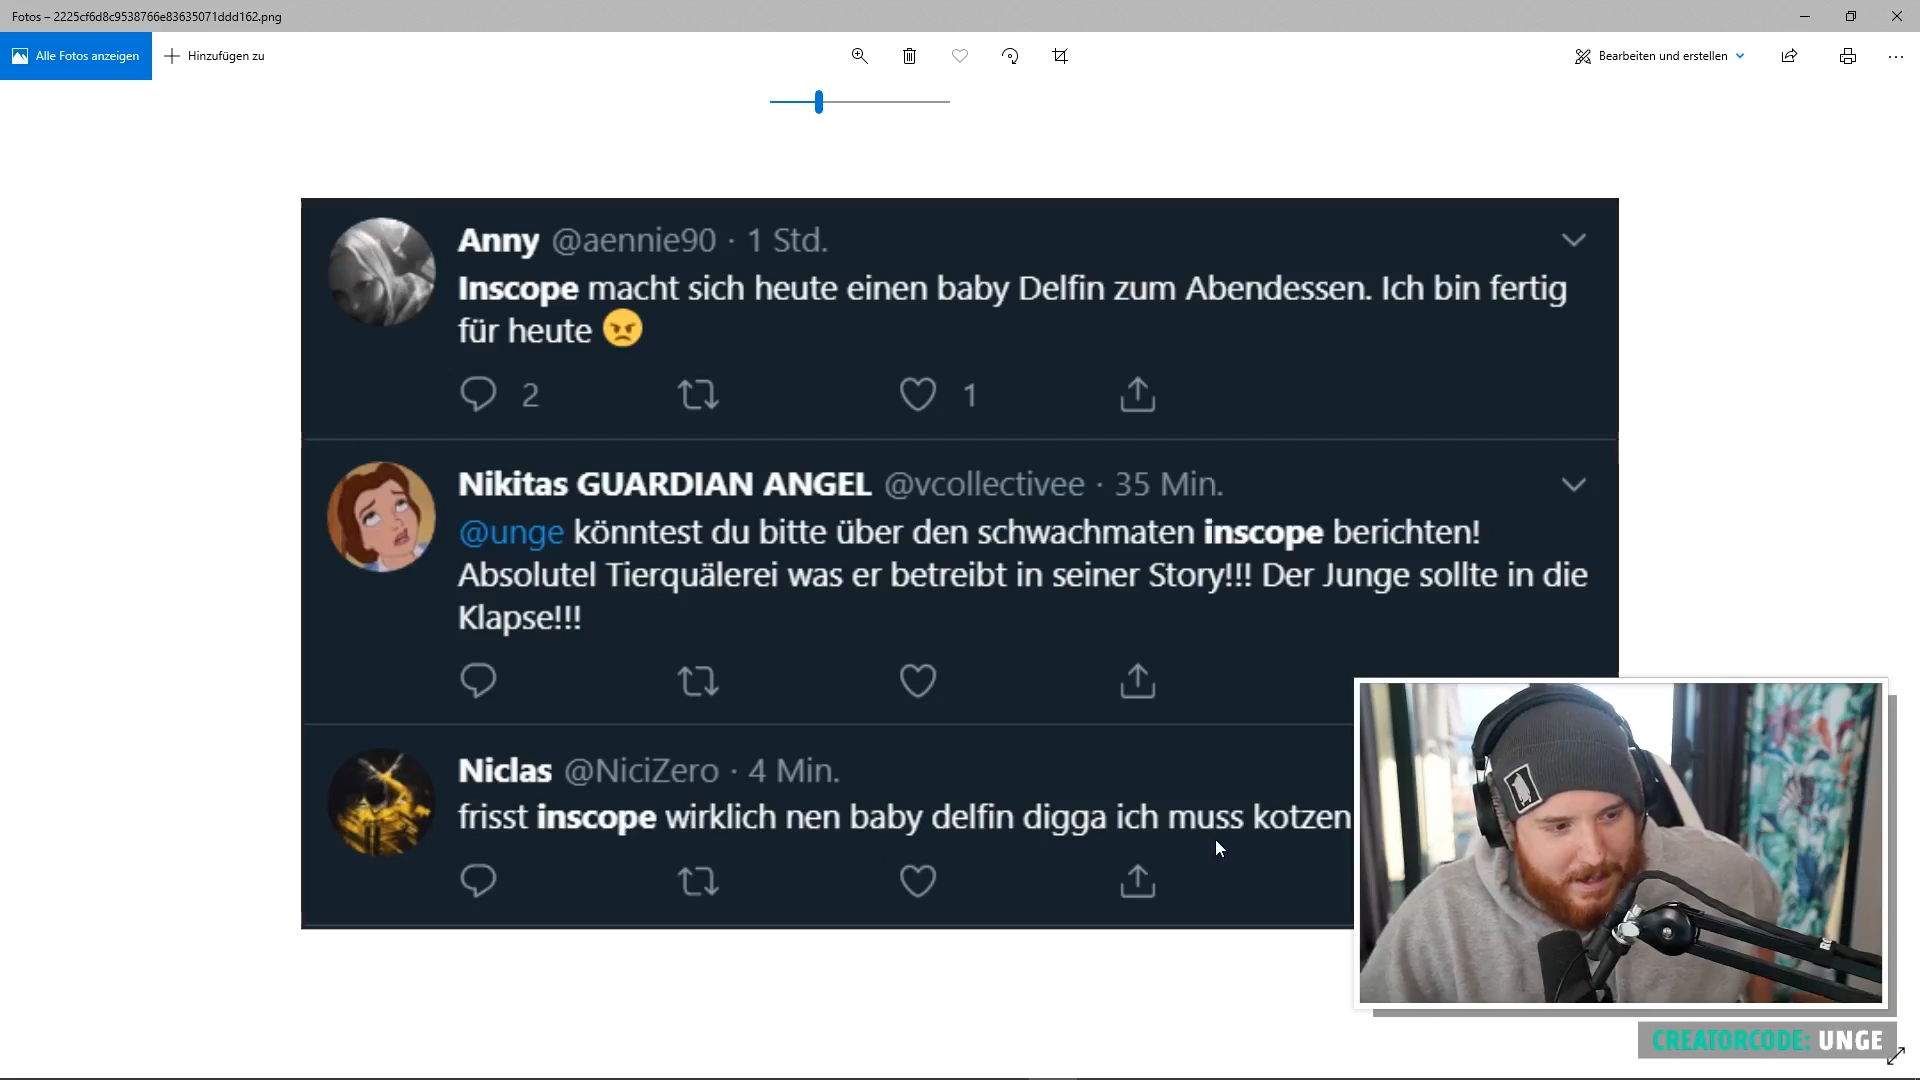 Fotos – 2225cf6d8c9538766e83635071ddd162.png
Alle Fotos anzeigen
Hinzufügen zu
Bearbeiten und erstellen
Anny @aennie90 · 1 Std.
Inscope macht sich heute einen baby Delfin zum Abendessen. Ich bin fertig
für heute 😠
2
1
Nikitas GUARDIAN ANGEL @vcollectivee · 35 Min.
@unge könntest du bitte über den schwachmaten inscope berichten!
Absolutel Tierquälerei was er betreibt in seiner Story!!! Der Junge sollte in die
Klapse!!!
Niclas @NiciZero · 4 Min.
frisst inscope wirklich nen baby delfin digga ich muss kotzen
CREATORCODE: UNGE